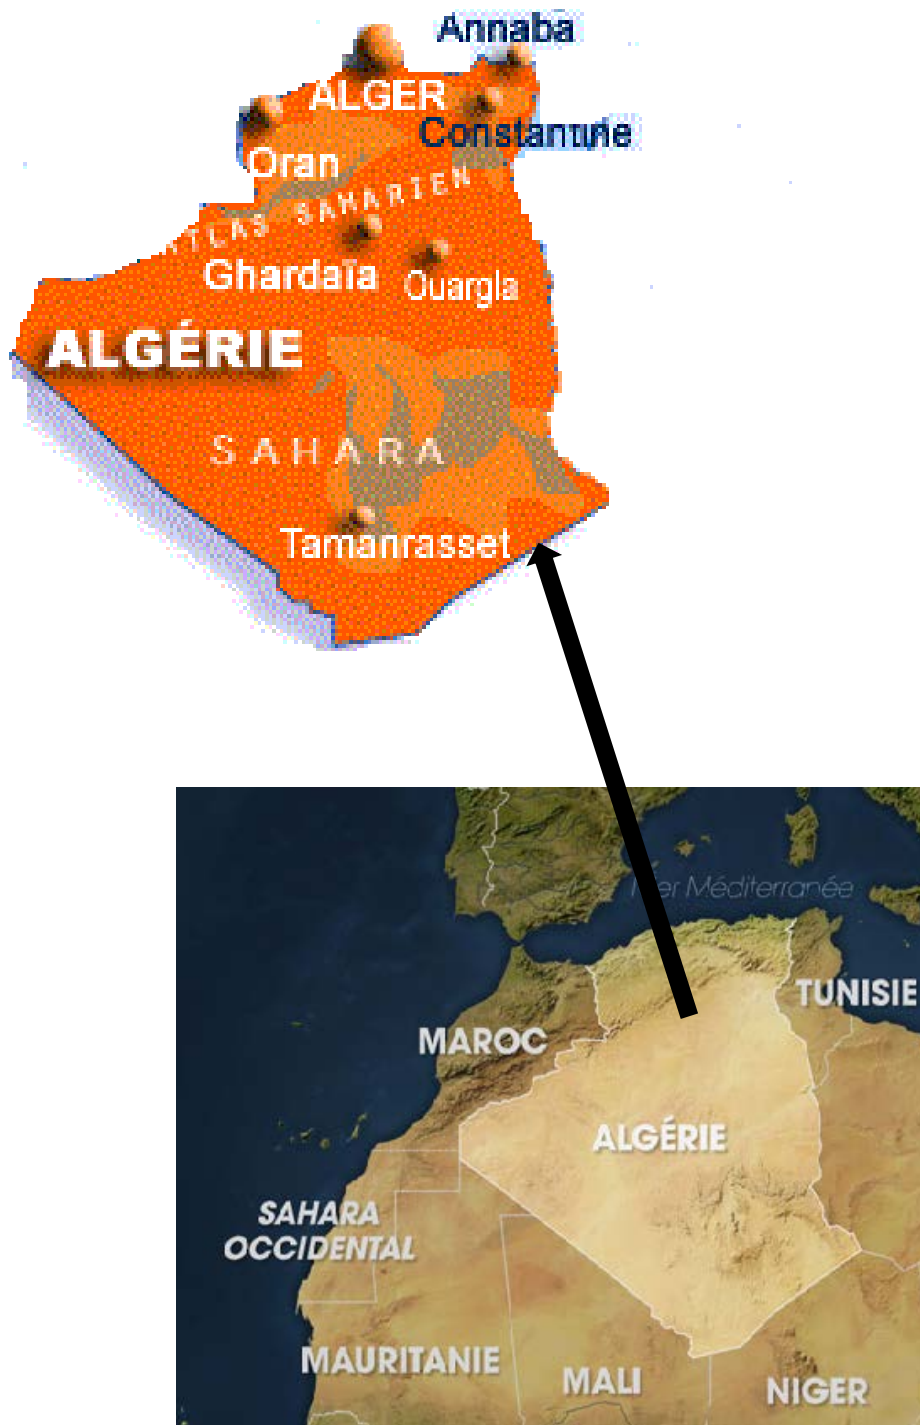 Annaba
ALGER
Constantine
Oran
ATLAS SAHARIEN
Ghardaïa
Ouargla
ALGÉRIE
SAHARA
Tamanrasset
Mer Méditerranée
TUNISIE
MAROC
ALGÉRIE
SAHARA
OCCIDENTAL
MAURITANIE
MALI
NIGER